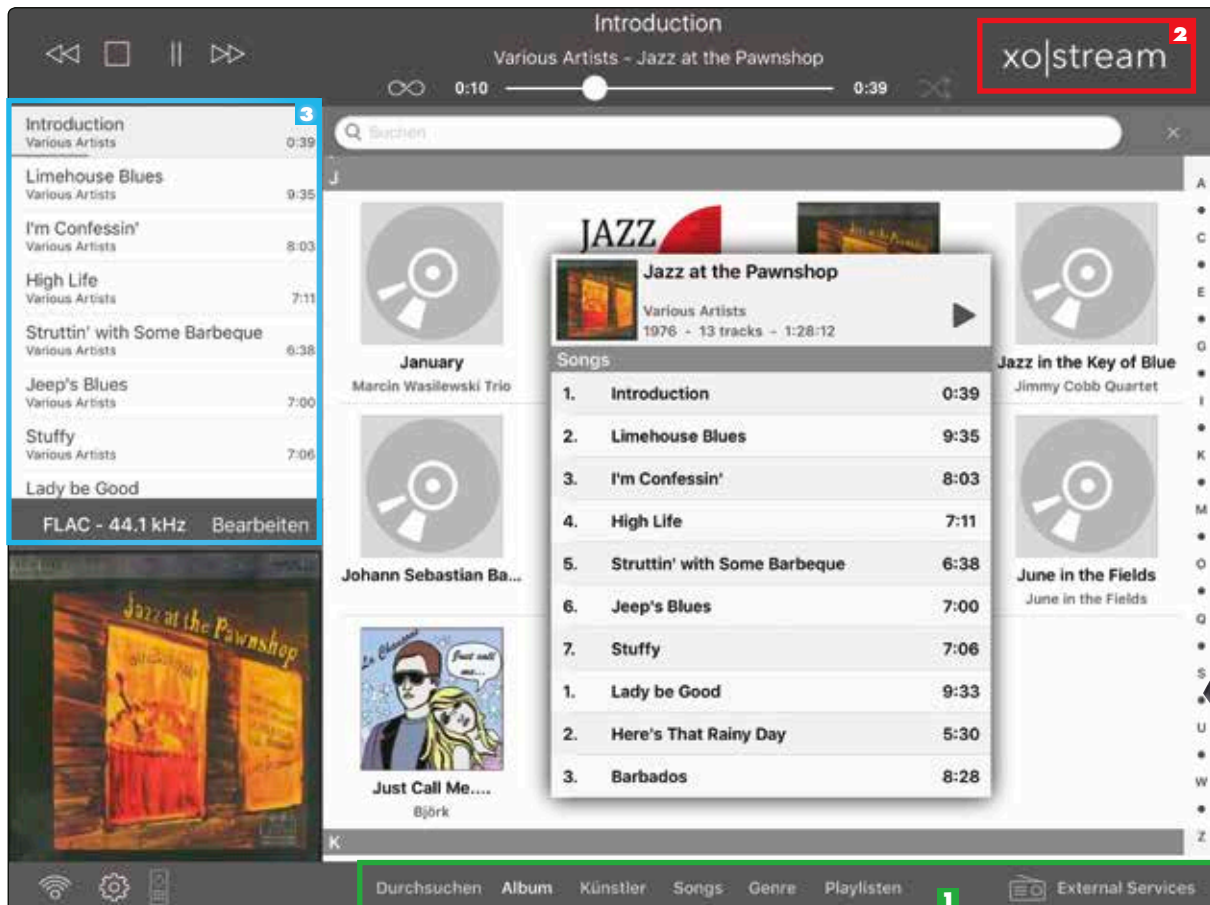 Introduction
Various Artists - Jazz at the Pawnshop
0:10
0:39
2
xo|stream
3
Introduction
Various Artists
0:39
Limehouse Blues
Various Artists
9:35
I'm Confessin'
Various Artists
8:03
High Life
Various Artists
7:11
Struttin' with Some Barbeque
Various Artists
6:38
Jeep's Blues
Various Artists
7:00
Stuffy
Various Artists
7:06
Lady be Good
FLAC - 44.1 kHz Bearbeiten
Jazz at the Pawnshop
Suchen
J
JAZZ
January
Marcin Wasilewski Trio
Jazz in the Key of Blue
Jimmy Cobb Quartet
Johann Sebastian Ba...
June in the Fields
June in the Fields
La Chanson
Just call
me...
Just Call Me....
Björk
K
Jazz at the Pawnshop
Various Artists
1976 - 13 tracks - 1:28:12
Songs
1. Introduction 0:39
2. Limehouse Blues 9:35
3. I'm Confessin' 8:03
4. High Life 7:11
5. Struttin' with Some Barbeque 6:38
6. Jeep's Blues 7:00
7. Stuffy 7:06
1. Lady be Good 9:33
2. Here's That Rainy Day 5:30
3. Barbados 8:28
A
C
E
G
I
K
M
O
Q
S
U
W
Z
Durchsuchen Album Künstler Songs Genre Playlisten
1
External Services